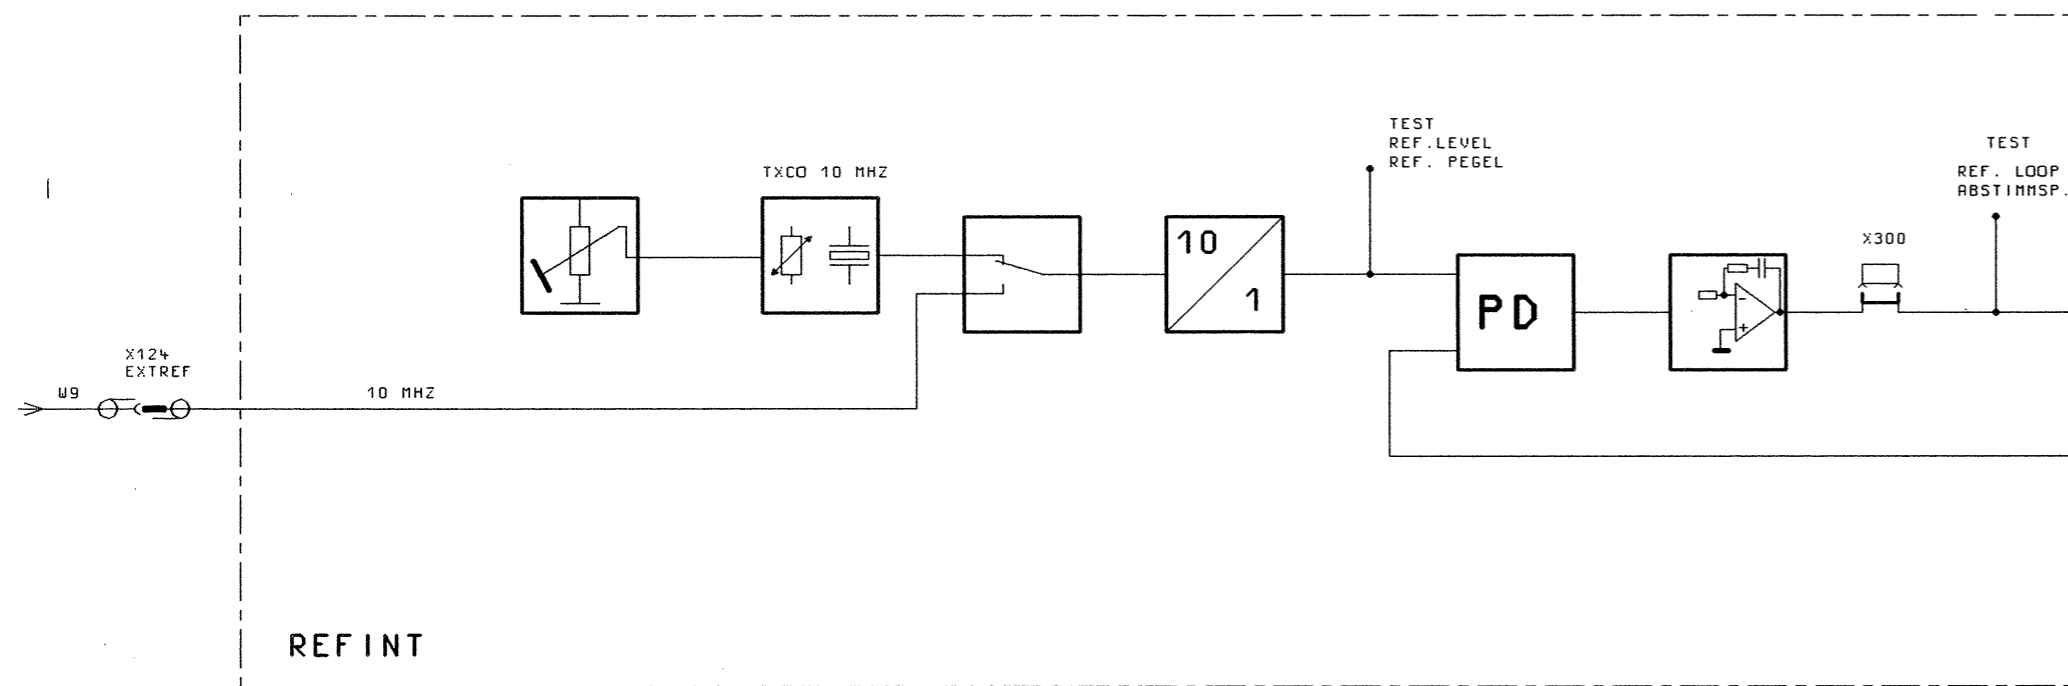 TEST
REF.LEVEL
REF. PEGEL
TEST
REF. LOOP
ABSTIMMSP.
TXCO 10 MHZ
10
1
X300
PD
-
+
X124
EXTREF
W9
10 MHZ
REFINT